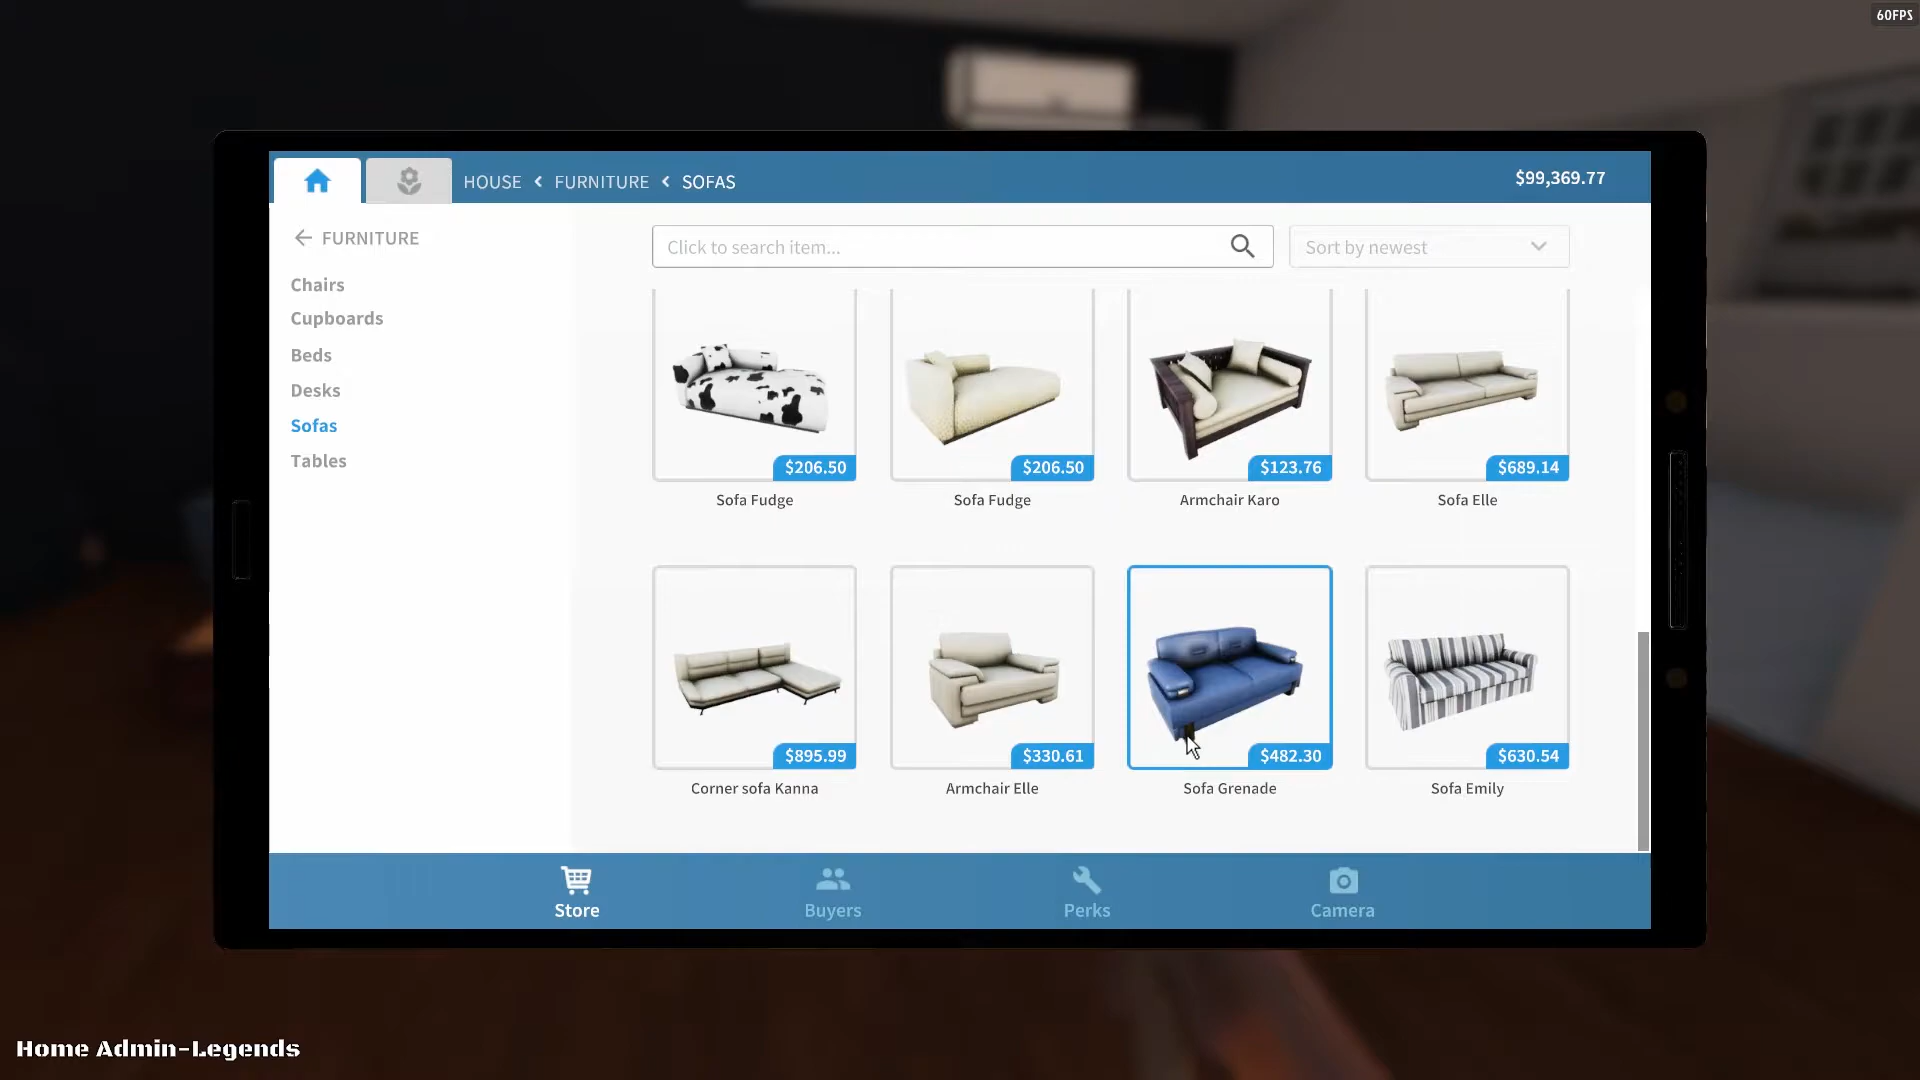 60FPS
HOUSE < FURNITURE < SOFAS
$99,369.77
FURNITURE
Click to search item...
Sort by newest
Chairs
Cupboards
Beds
Desks
Sofas
Tables
$206.50
$206.50
$123.76
$689.14
Sofa Fudge
Sofa Fudge
Armchair Karo
Sofa Elle
$895.99
$330.61
$482.30
$630.54
Corner sofa Kanna
Armchair Elle
Sofa Grenade
Sofa Emily
Store
Buyers
Perks
Camera
Home Admin-Legends